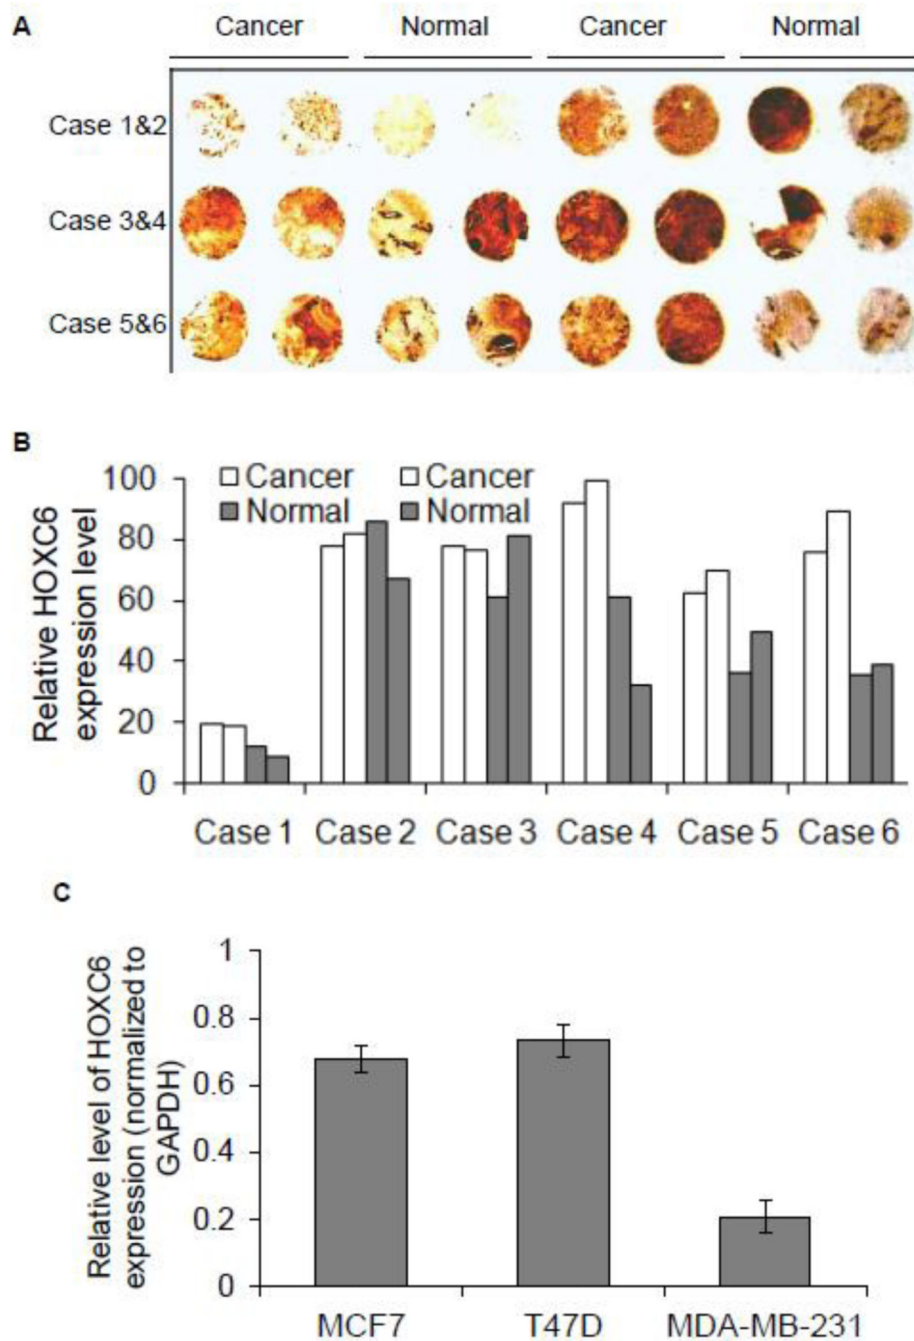 A
Cancer Normal Cancer Normal
Case 1&2
Case 3&4
Case 5&6
B
Relative HOXC6
expression level
100
80
60
40
20
0
Cancer Cancer
Normal Normal
Case 1 Case 2 Case 3 Case 4 Case 5 Case 6
C
Relative level of HOXC6
expression (normalized to
GAPDH)
1
0.8
0.6
0.4
0.2
0
MCF7 T47D MDA-MB-231